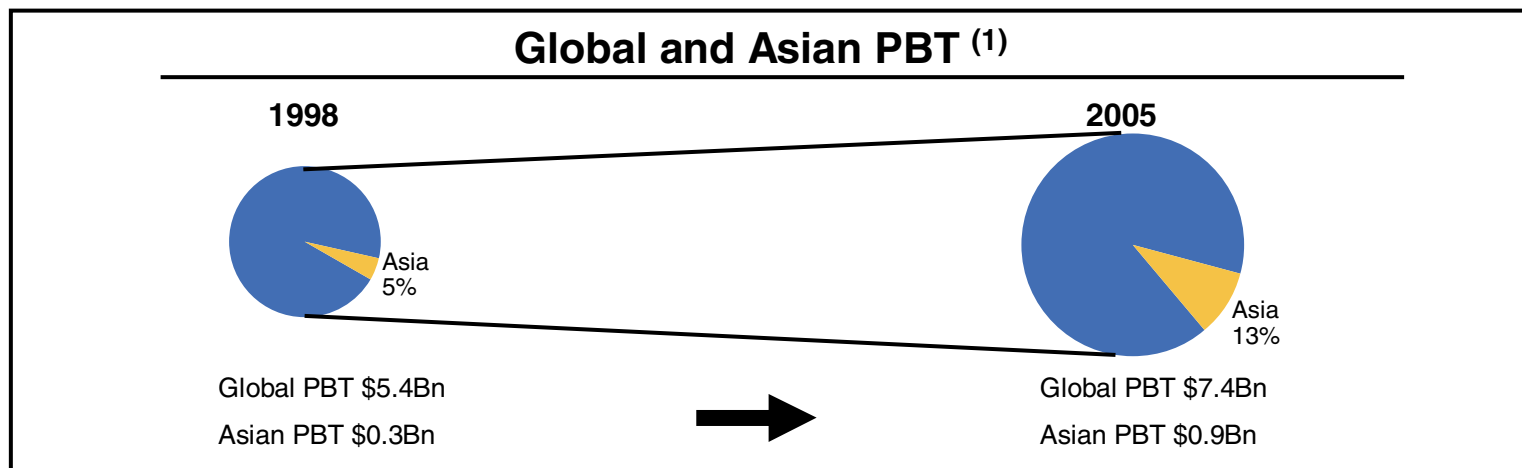 Global and Asian PBT (1)
1998
2005
Asia
5%
Asia
13%
Global PBT $5.4Bn
Global PBT $7.4Bn
Asian PBT $0.3Bn
Asian PBT $0.9Bn